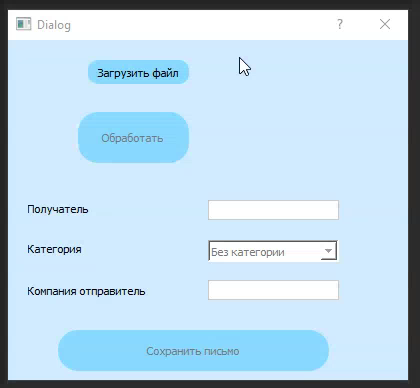 Dialog ?
Загрузить файл
Обработать
Получатель
Категория Без категории
Компания отправитель
Сохранить письмо